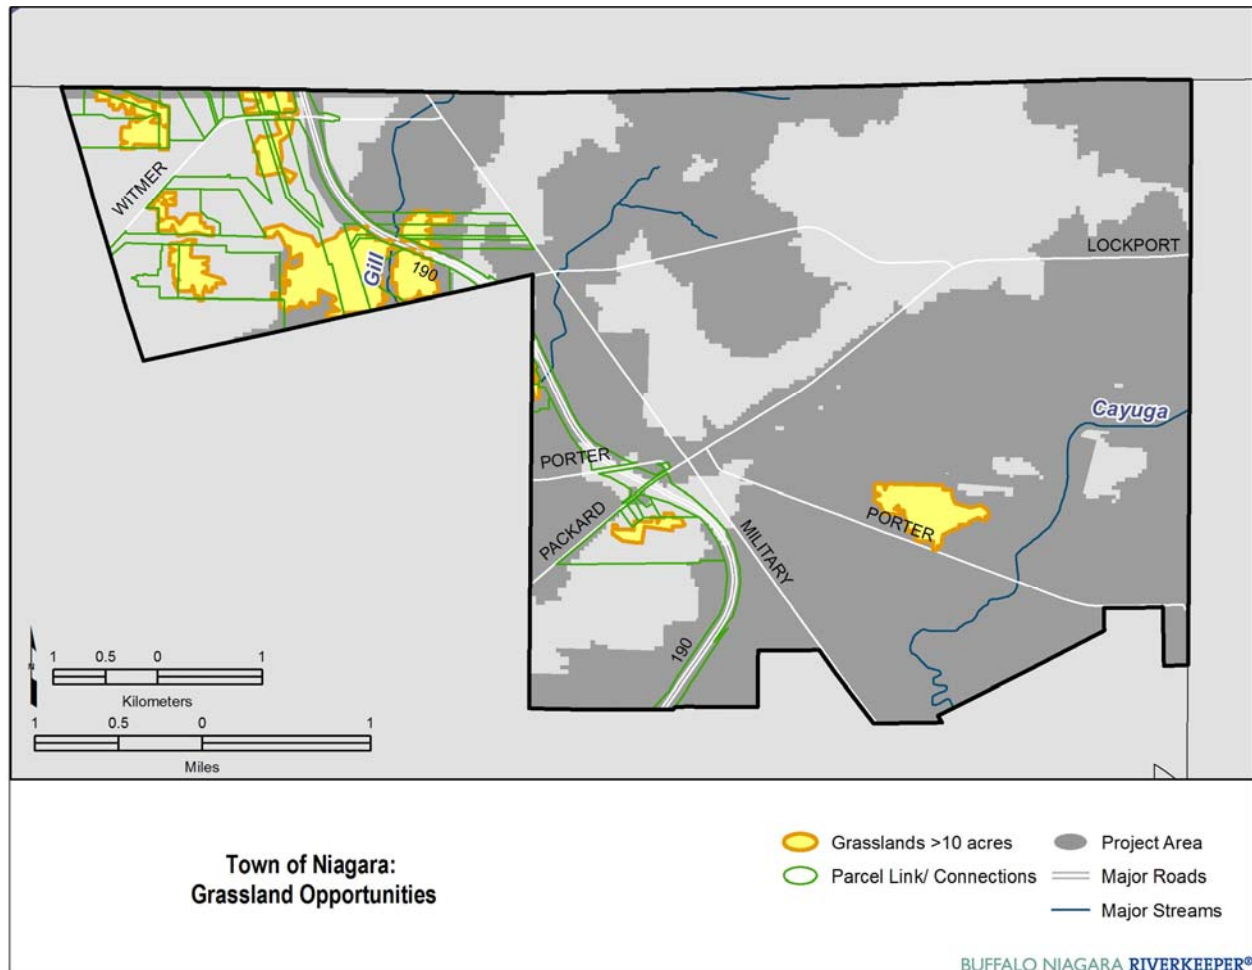 WITMER
Gill
190
LOCKPORT
Cayuga
PORTER
PACKARD
MILITARY
PORTER
190
N
1 0.5 0 1
Kilometers
1 0.5 0 1
Miles
Town of Niagara:
Grassland Opportunities
Grasslands >10 acres
Parcel Link/ Connections
Project Area
Major Roads
Major Streams
BUFFALO NIAGARA RIVERKEEPER®